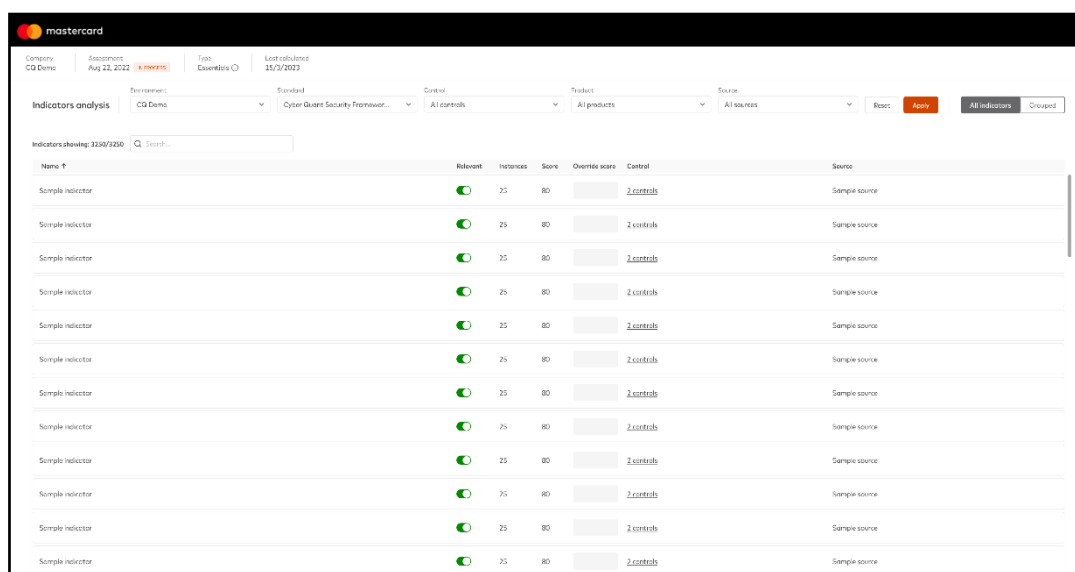 mastercard
Company Assessment Type Last calculated
CQ Demo Aug 22, 2022 Essentials 15/3/2023
Environment Standard Control Product Source
Indicators analysis CQ Demo Cyber Quant Security Framewor... All controls All products All sources Reset Apply All indicators Grouped
Indicators showing: 3250/3250 Search...
Name ↑ Relevant Instances Score Override score Control Source
Sample indicator 25 80 2 controls Sample source
Sample indicator 25 80 2 controls Sample source
Sample indicator 25 80 2 controls Sample source
Sample indicator 25 80 2 controls Sample source
Sample indicator 25 80 2 controls Sample source
Sample indicator 25 80 2 controls Sample source
Sample indicator 25 80 2 controls Sample source
Sample indicator 25 80 2 controls Sample source
Sample indicator 25 80 2 controls Sample source
Sample indicator 25 80 2 controls Sample source
Sample indicator 25 80 2 controls Sample source
Sample indicator 25 80 2 controls Sample source